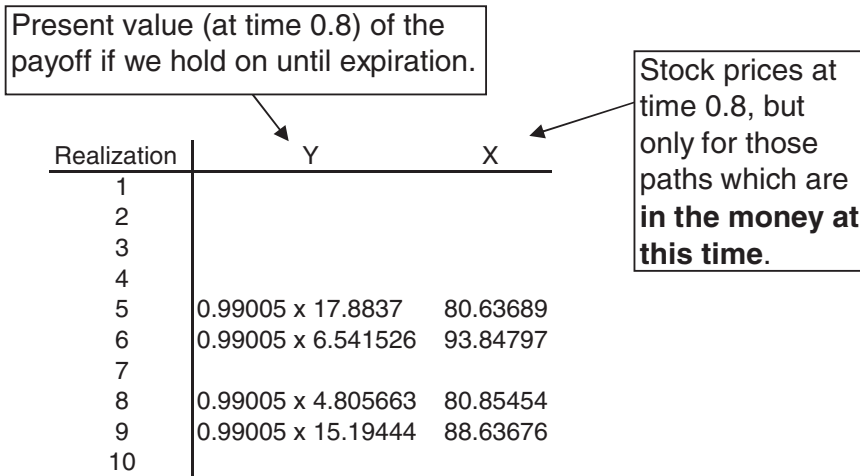 Present value (at time 0.8) of the
payoff if we hold on until expiration.
Stock prices at
time 0.8, but
only for those
paths which are
in the money at
this time.
Realization Y X
1
2
3
4
5 0.99005 x 17.8837 80.63689
6 0.99005 x 6.541526 93.84797
7
8 0.99005 x 4.805663 80.85454
9 0.99005 x 15.19444 88.63676
10